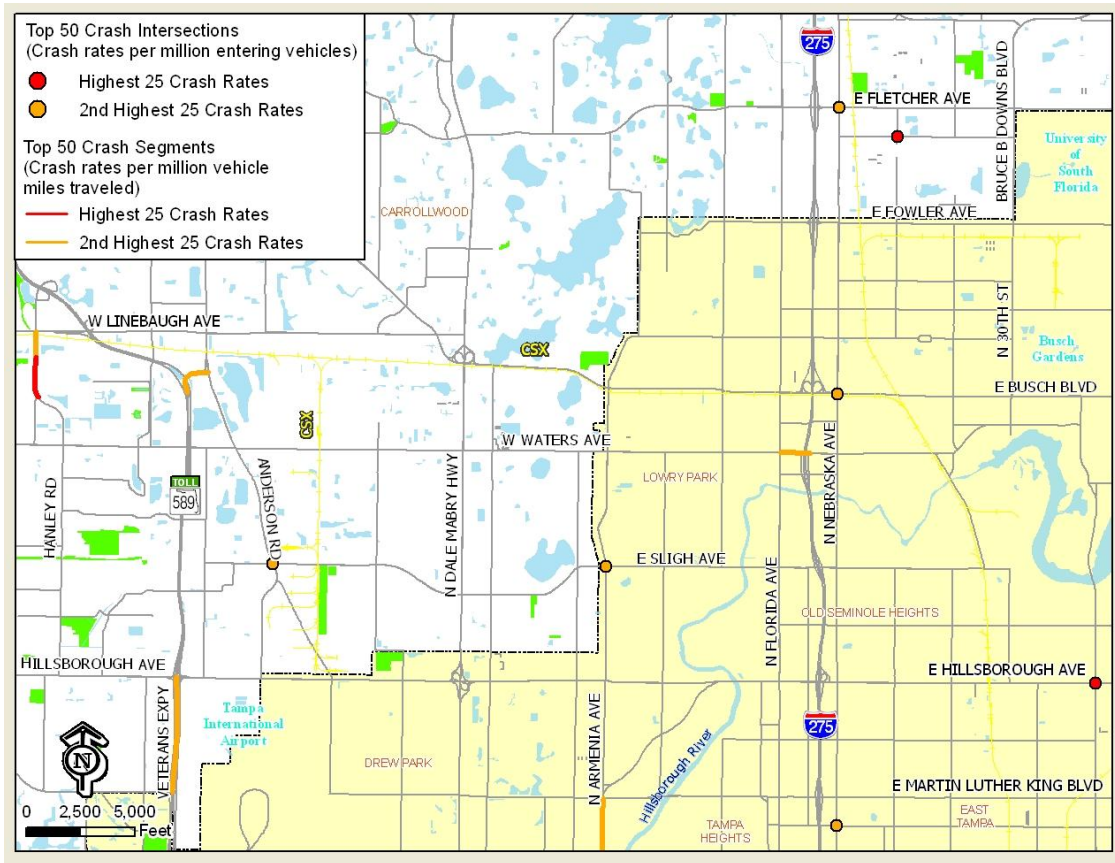 Top 50 Crash Intersections
(Crash rates per million entering vehicles)
Highest 25 Crash Rates
2nd Highest 25 Crash Rates
Top 50 Crash Segments
(Crash rates per million vehicle
miles traveled)
Highest 25 Crash Rates
2nd Highest 25 Crash Rates
275
BRUCE B DOWNS BLVD
E FLETCHER AVE
University
of
South
Florida
CARROLLWOOD
E FOWLER AVE
W LINEBAUGH AVE
CSX
N 30TH ST
Busch
Gardens
E BUSCH BLVD
CSX
W WATERS AVE
N NEBRASKA AVE
LOWRY PARK
TOLL
589
ANDERSON RD
HANLEY RD
N DALE MABRY HWY
E SLIGH AVE
N FLORIDA AVE
OLD SEMINOLE HEIGHTS
HILLSBOROUGH AVE
E HILLSBOROUGH AVE
VETERANS EXPY
Tampa
International
Airport
275
N ARMENIA AVE
Hillsborough River
DREW PARK
N
E MARTIN LUTHER KING BLVD
0 2,500 5,000
Feet
TAMPA
HEIGHTS
EAST
TAMPA